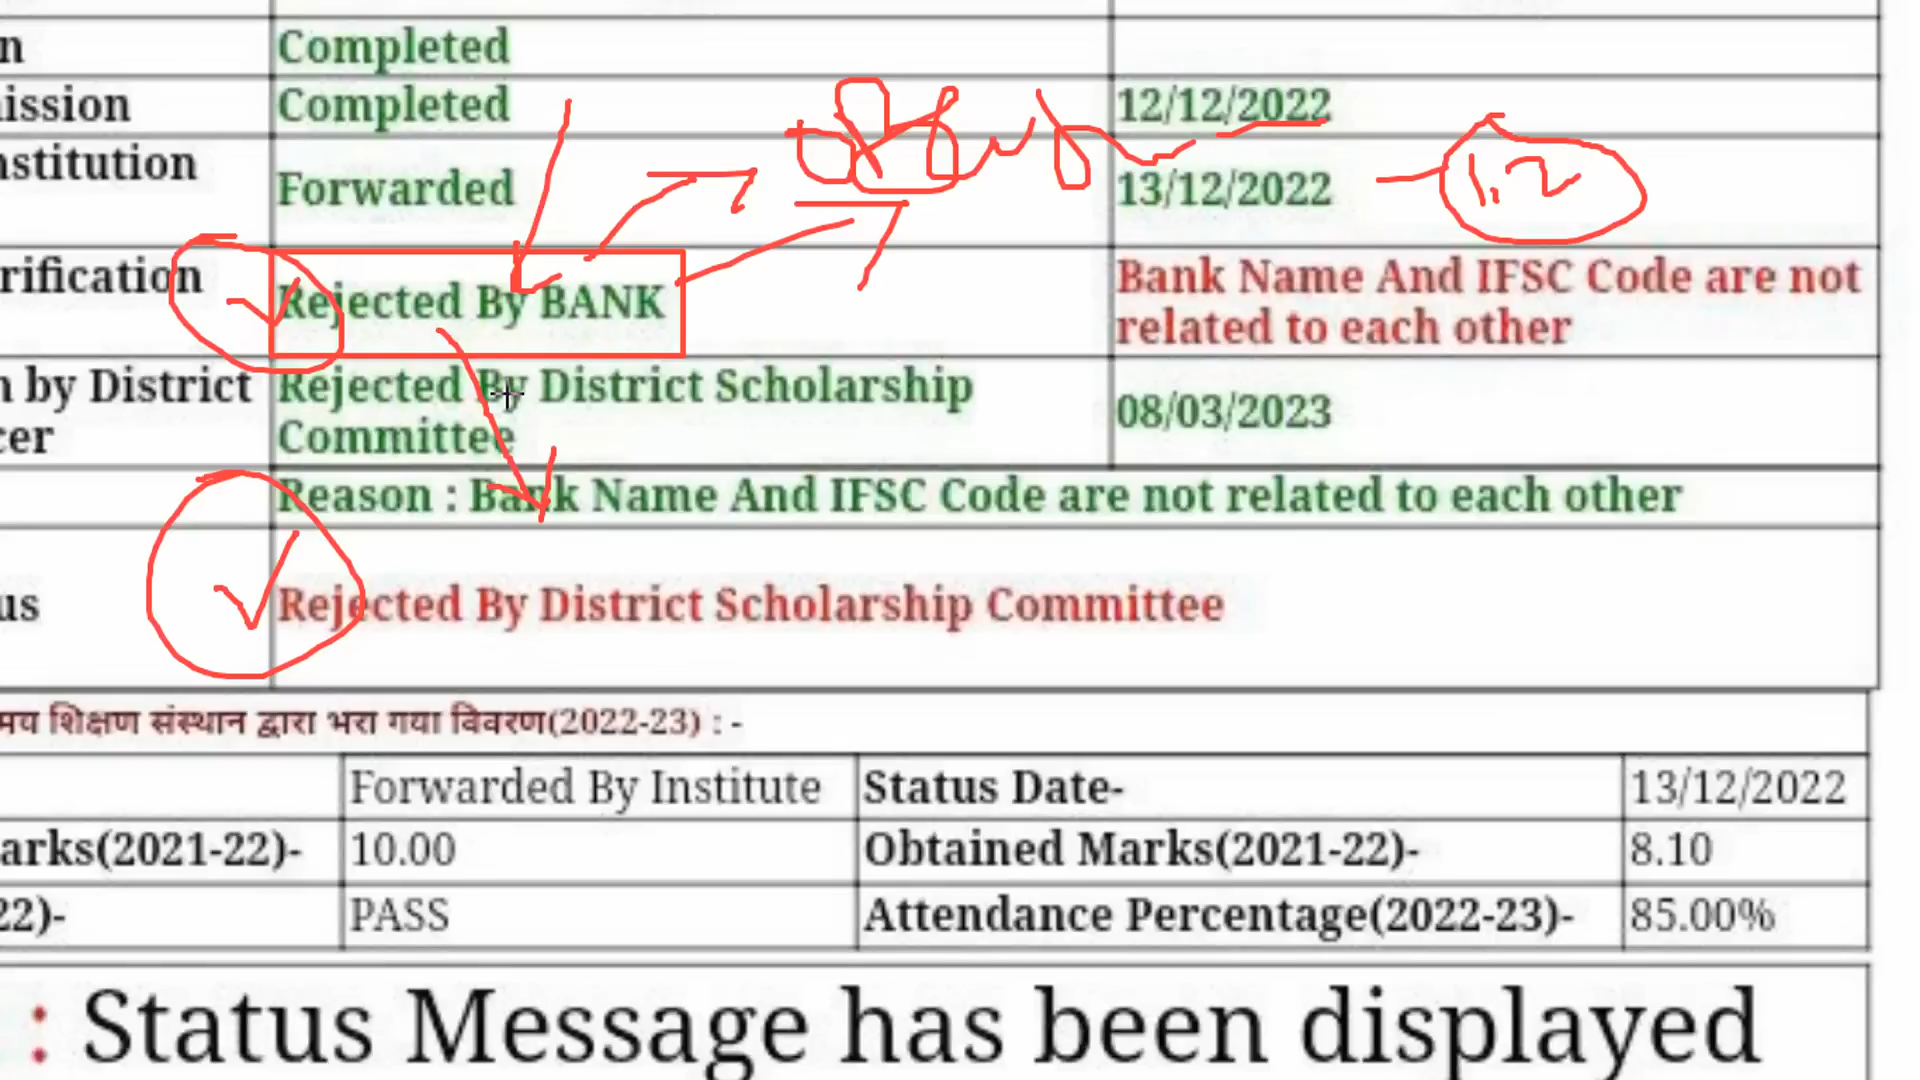 n Completed
ission Completed 12/12/2022
stitution
Forwarded 13/12/2022
1.2
rification Rejected By BANK Bank Name And IFSC Code are not
related to each other
n by District Rejected By District Scholarship
cer Committee 08/03/2023
Reason : Bank Name And IFSC Code are not related to each other
us Rejected By District Scholarship Committee
मय शिक्षण संस्थान द्वारा भरा गया विवरण(2022-23) : -
Forwarded By Institute Status Date- 13/12/2022
arks(2021-22)- 10.00 Obtained Marks(2021-22)- 8.10
22)- PASS Attendance Percentage(2022-23)- 85.00%
: Status Message has been displayed